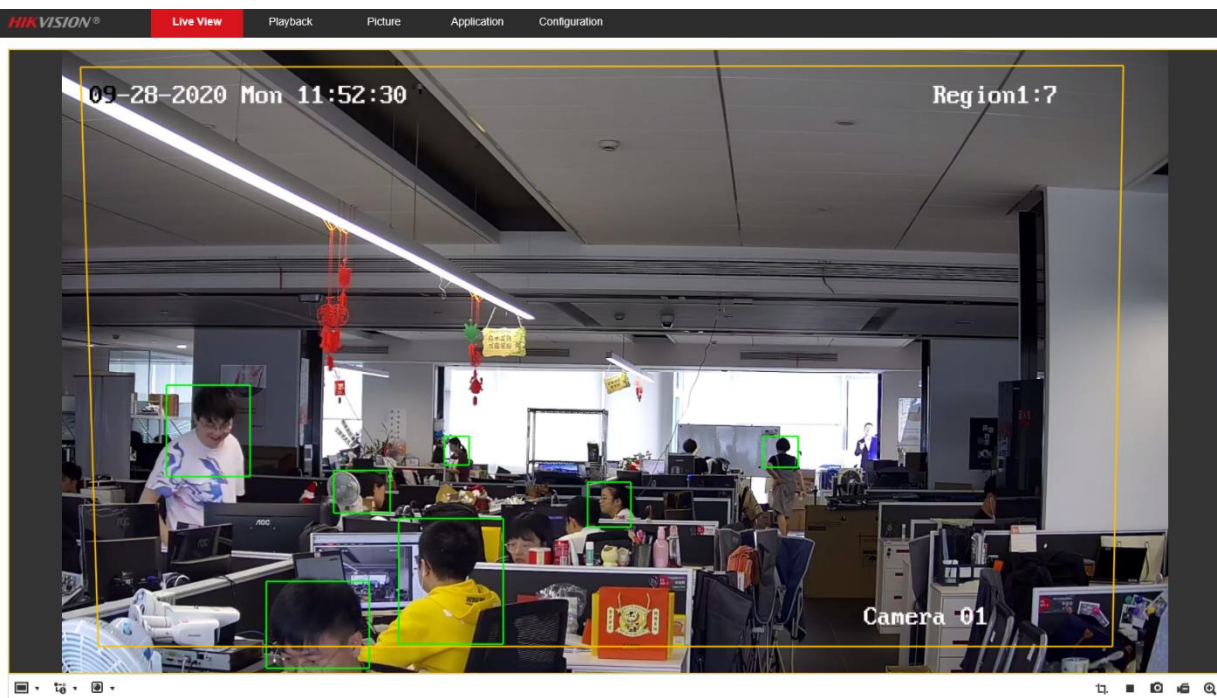 HIKVISION®
Live View
Playback
Picture
Application
Configuration
09-28-2020 Mon 11:52:30
Region1:7
AOC
AOC
Camera 01